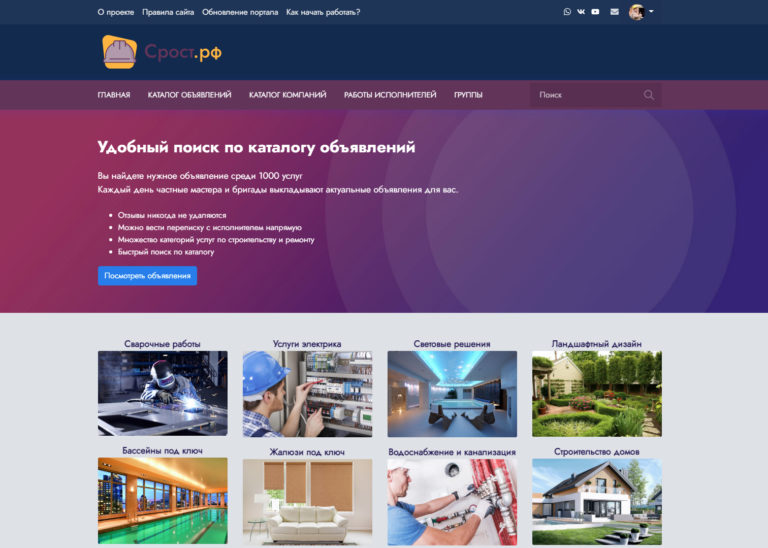 О проекте Правила сайта Обновление портала Как начать работать?
Срост.рф
ГЛАВНАЯ КАТАЛОГ ОБЪЯВЛЕНИЙ КАТАЛОГ КОМПАНИЙ РАБОТЫ ИСПОЛНИТЕЛЕЙ ГРУППЫ Поиск
Удобный поиск по каталогу объявлений
Вы найдете нужное объявление среди 1000 услуг
Каждый день частные мастера и бригады выкладывают актуальные объявления для вас.
Отзывы никогда не удаляются
Можно вести переписку с исполнителем напрямую
Множество категорий услуг по строительству и ремонту
Быстрый поиск по каталогу
Посмотреть объявления
Сварочные работы Услуги электрика Световые решения Ландшафтный дизайн
Бассейны под ключ Жалюзи под ключ Водоснабжение и канализация Строительство домов